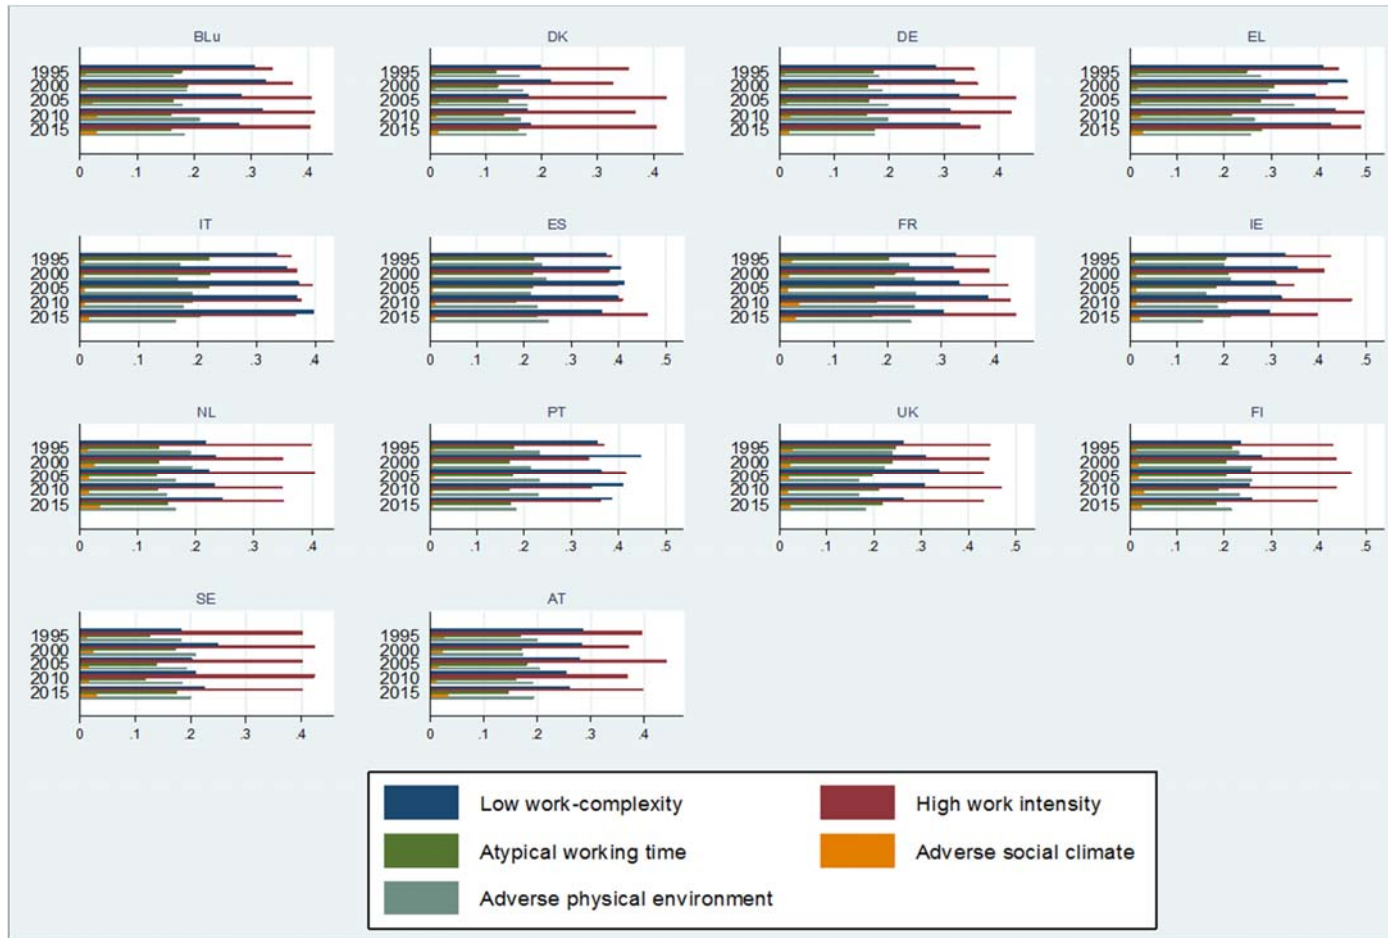 BLu DK DE EL
1995 1995 1995 1995
2000 2000 2000 2000
2005 2005 2005 2005
2010 2010 2010 2010
2015 2015 2015 2015
0 .1 .2 .3 .4 0 .1 .2 .3 .4 0 .1 .2 .3 .4 0 .1 .2 .3 .4 .5
IT ES FR IE
1995 1995 1995 1995
2000 2000 2000 2000
2005 2005 2005 2005
2010 2010 2010 2010
2015 2015 2015 2015
0 .1 .2 .3 .4 0 .1 .2 .3 .4 .5 0 .1 .2 .3 .4 0 .1 .2 .3 .4 .5
NL PT UK FI
1995 1995 1995 1995
2000 2000 2000 2000
2005 2005 2005 2005
2010 2010 2010 2010
2015 2015 2015 2015
0 .1 .2 .3 .4 0 .1 .2 .3 .4 .5 0 .1 .2 .3 .4 .5 0 .1 .2 .3 .4 .5
SE AT
1995 1995
2000 2000
2005 2005
2010 2010
2015 2015
0 .1 .2 .3 .4 0 .1 .2 .3 .4
Low work-complexity High work intensity
Atypical working time Adverse social climate
Adverse physical environment